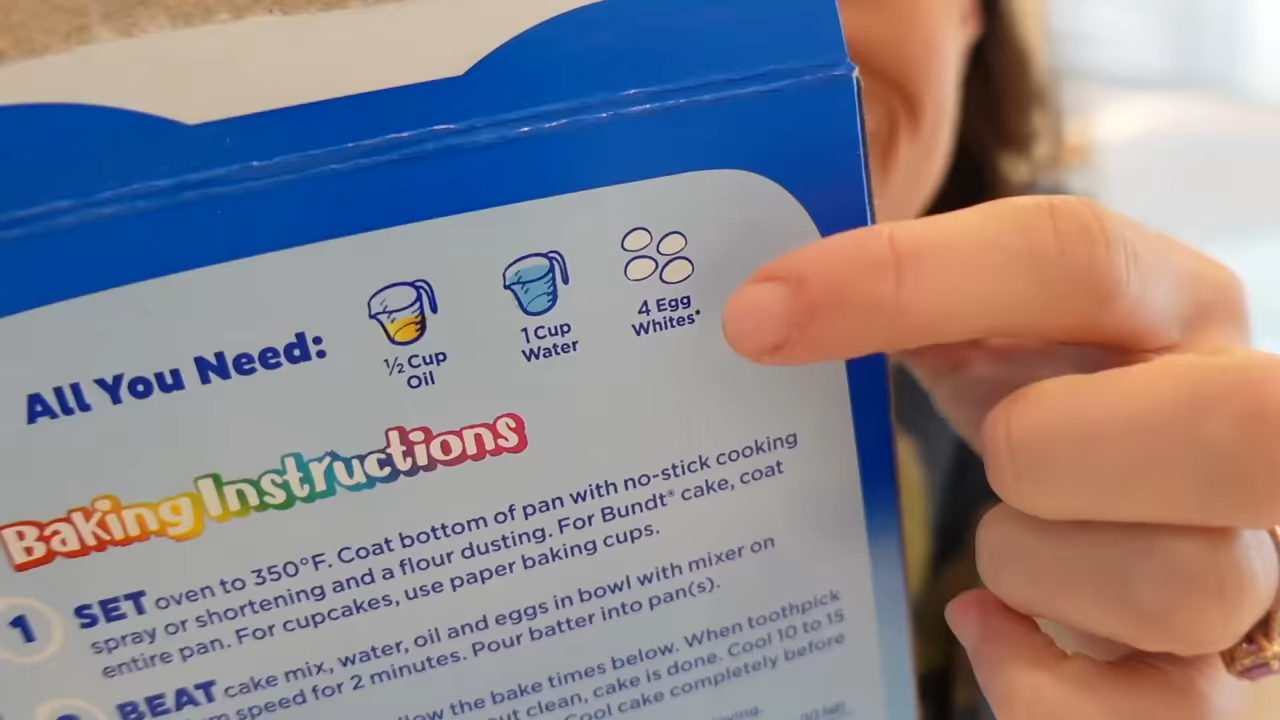 All You Need:
½ Cup
Oil
1 Cup
Water
4 Egg
Whites*
Baking Instructions
1 SET oven to 350°F. Coat bottom of pan with no-stick cooking
spray or shortening and a flour dusting. For Bundt® cake, coat
entire pan. For cupcakes, use paper baking cups.
BEAT cake mix, water, oil and eggs in bowl with mixer on
speed for 2 minutes. Pour batter into pan(s).
the bake times below. When toothpick
clean, cake is done. Cool 10 to 15
Cool cake completely before